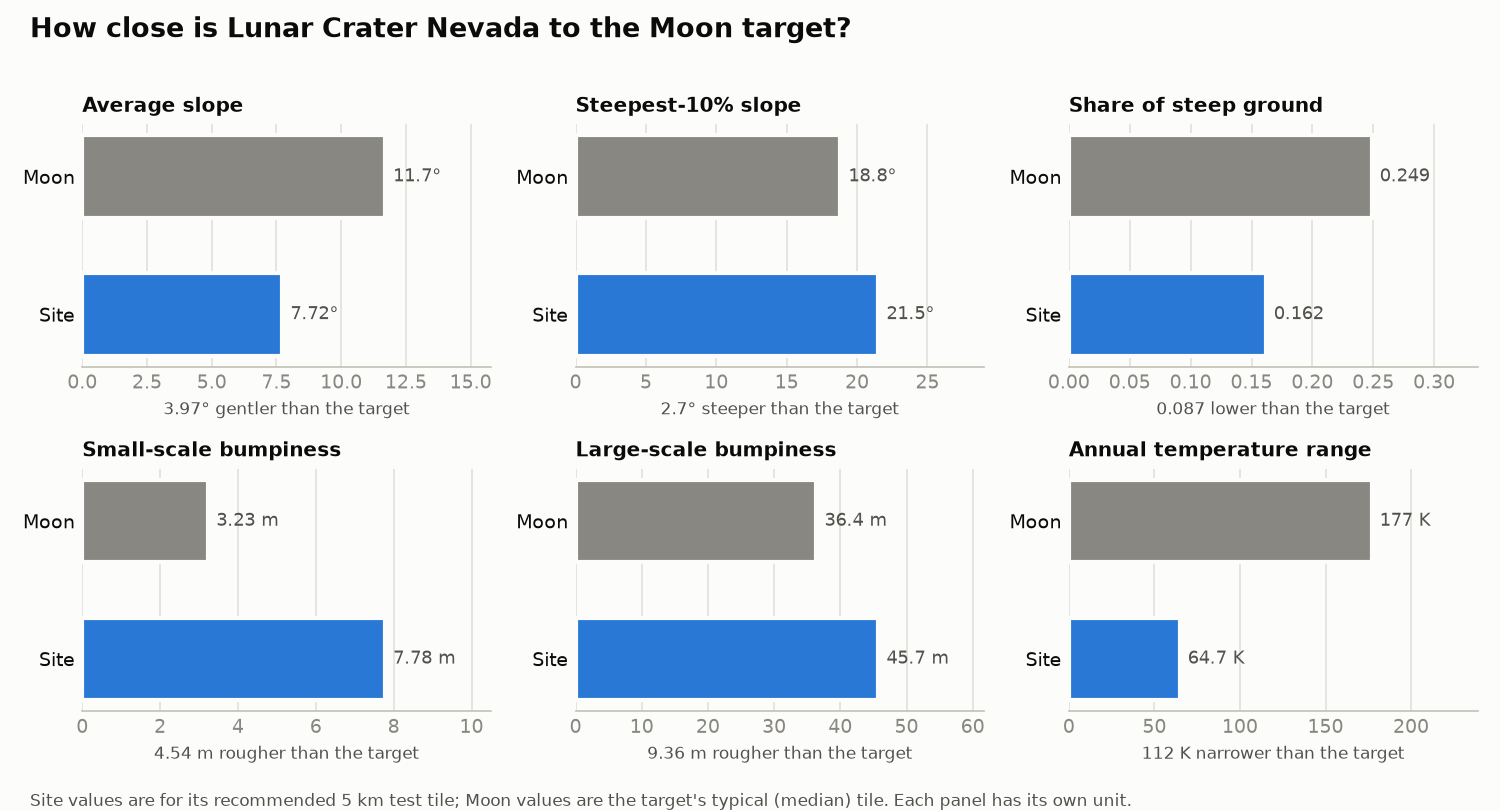 How close is Lunar Crater Nevada to the Moon target?
Average slope
Moon
11.7°
Site
7.72°
0.0 2.5 5.0 7.5 10.0 12.5 15.0
3.97° gentler than the target
Steepest-10% slope
Moon
18.8°
Site
21.5°
0 5 10 15 20 25
2.7° steeper than the target
Share of steep ground
Moon
0.249
Site
0.162
0.00 0.05 0.10 0.15 0.20 0.25 0.30
0.087 lower than the target
Small-scale bumpiness
Moon
3.23 m
Site
7.78 m
0 2 4 6 8 10
4.54 m rougher than the target
Large-scale bumpiness
Moon
36.4 m
Site
45.7 m
0 10 20 30 40 50 60
9.36 m rougher than the target
Annual temperature range
Moon
177 K
Site
64.7 K
0 50 100 150 200
112 K narrower than the target
Site values are for its recommended 5 km test tile; Moon values are the target's typical (median) tile. Each panel has its own unit.